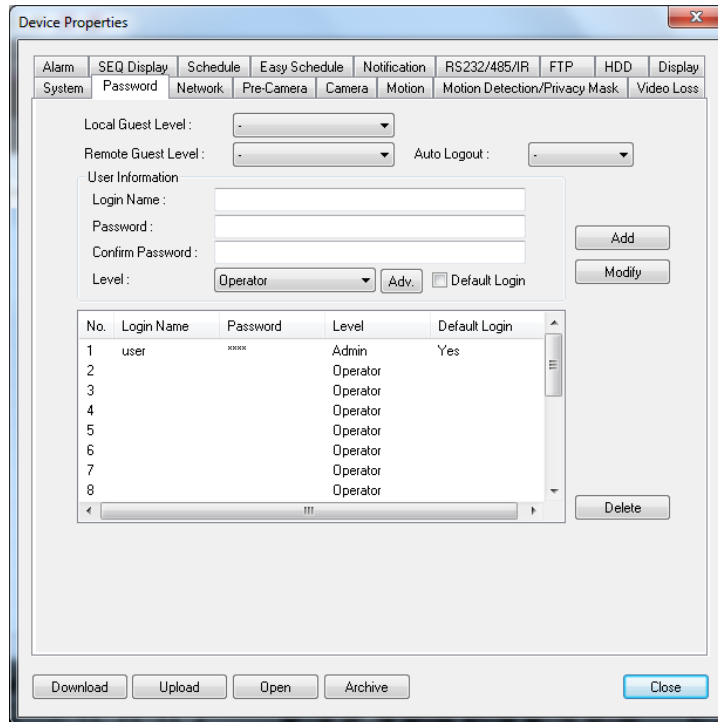 Device Properties
Alarm SEQ Display Schedule Easy Schedule Notification RS232/485/IR FTP HDD Display
System Password Network Pre-Camera Camera Motion Motion Detection/Privacy Mask Video Loss
Local Guest Level : -
Remote Guest Level : - Auto Logout : -
User Information
Login Name :
Password :
Confirm Password :
Add
Level : Operator Adv. Default Login
Modify
No. Login Name Password Level Default Login
1 user **** Admin Yes
2 Operator
3 Operator
4 Operator
5 Operator
6 Operator
7 Operator
8 Operator
Delete
Download Upload Open Archive Close